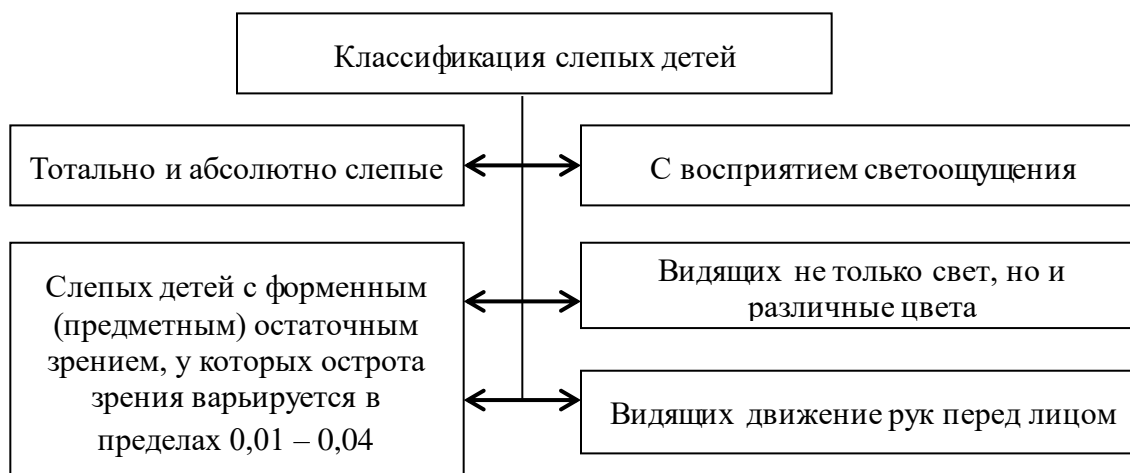 Классификация слепых детей
Тотально и абсолютно слепые
С восприятием светоощущения
Слепых детей с форменным
(предметным) остаточным
зрением, у которых острота
зрения варьируется в
пределах 0,01 – 0,04
Видящих не только свет, но и
различные цвета
Видящих движение рук перед лицом